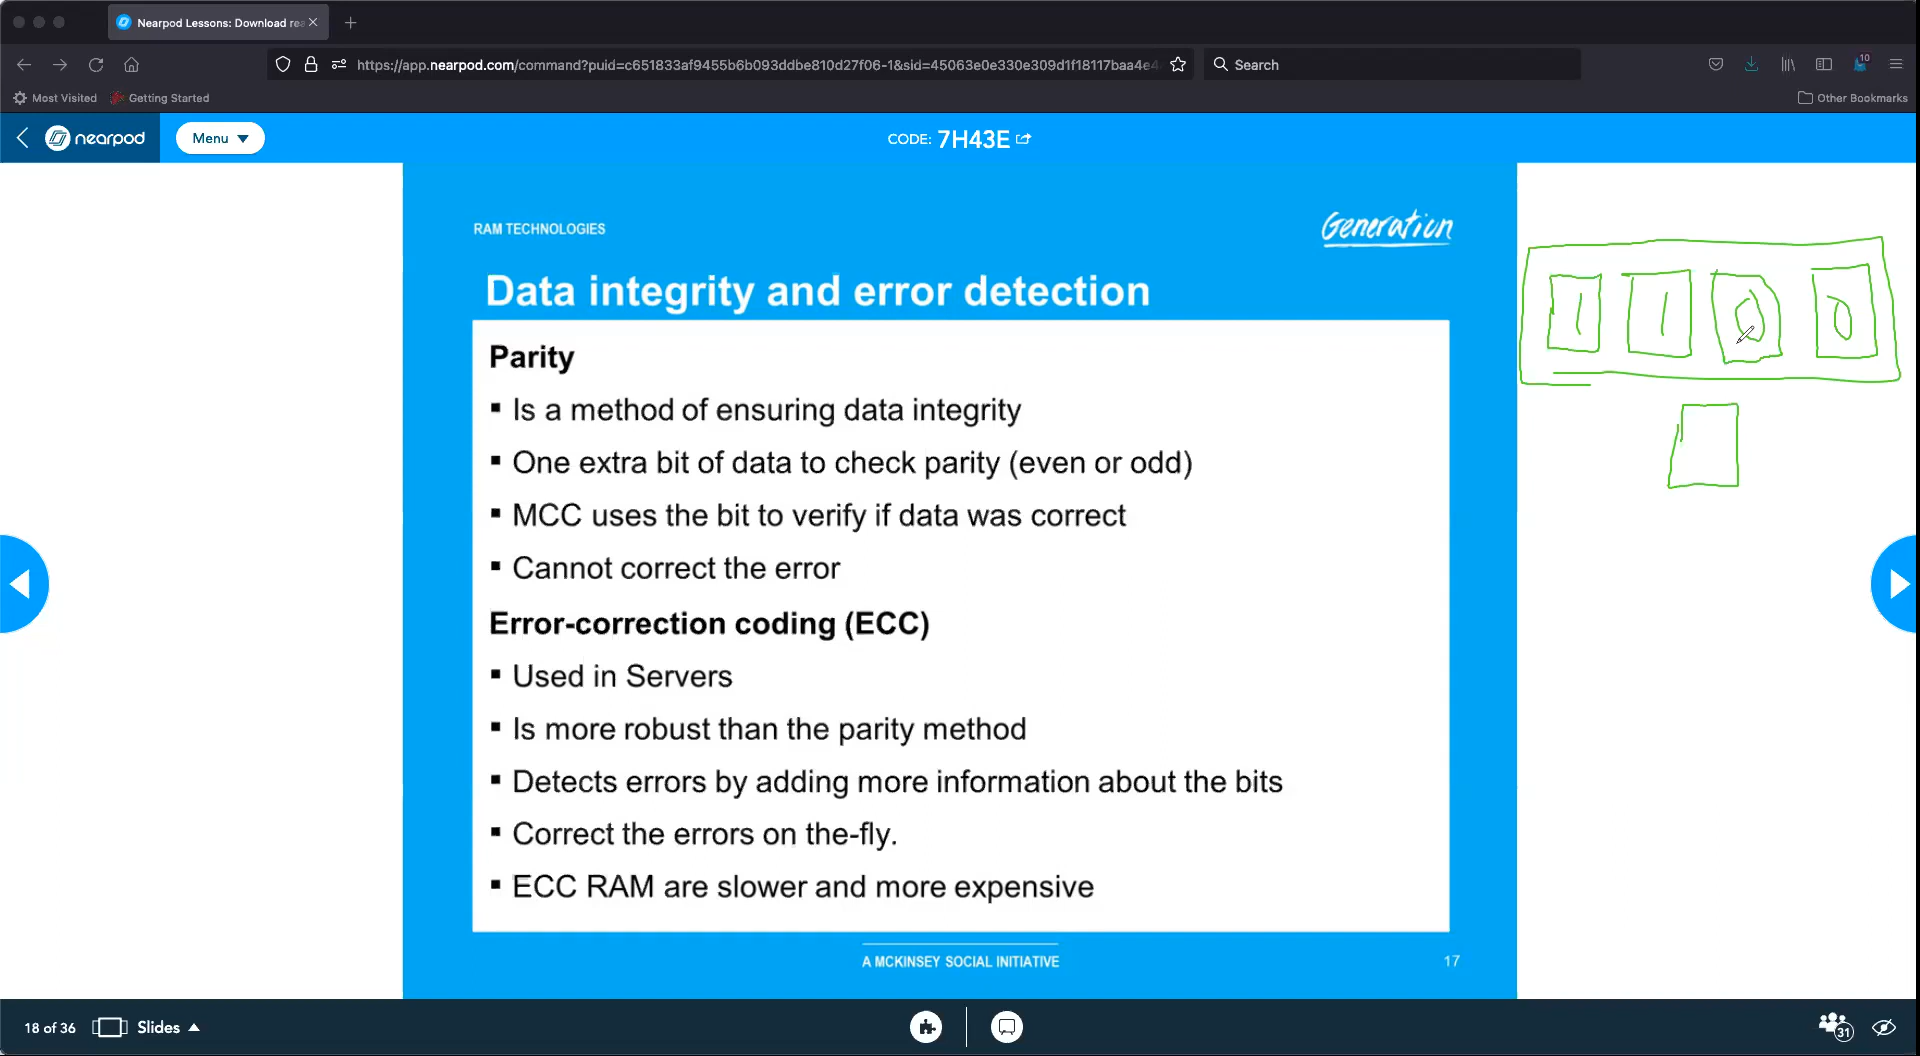 Nearpod Lessons: Download rea
https://app.nearpod.com/command?puid=c651833af9455b6b093ddbe810d27f06-1&sid=45063e0e330e309d1f18117baa4e4
Search
10
Most Visited
Getting Started
Other Bookmarks
nearpod
Menu
CODE: 7H43E
RAM TECHNOLOGIES
Generation
Data integrity and error detection
1 1 0 0
Parity
▪ Is a method of ensuring data integrity
▪ One extra bit of data to check parity (even or odd)
▪ MCC uses the bit to verify if data was correct
▪ Cannot correct the error
Error-correction coding (ECC)
▪ Used in Servers
▪ Is more robust than the parity method
▪ Detects errors by adding more information about the bits
▪ Correct the errors on the-fly.
▪ ECC RAM are slower and more expensive
A MCKINSEY SOCIAL INITIATIVE
17
18 of 36
Slides
31